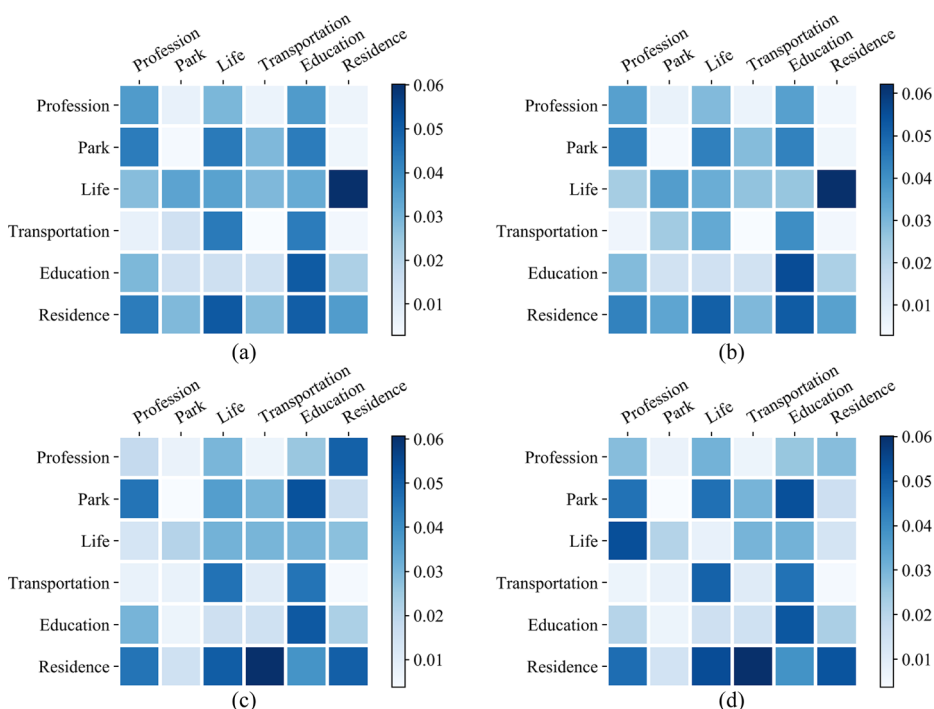 Profession Park Life Transportation Education Residence
Profession
Park
Life
Transportation
Education
Residence
0.06
0.05
0.04
0.03
0.02
0.01
(a)
Profession Park Life Transportation Education Residence
Profession
Park
Life
Transportation
Education
Residence
0.06
0.05
0.04
0.03
0.02
0.01
(b)
Profession Park Life Transportation Education Residence
Profession
Park
Life
Transportation
Education
Residence
0.06
0.05
0.04
0.03
0.02
0.01
(c)
Profession Park Life Transportation Education Residence
Profession
Park
Life
Transportation
Education
Residence
0.06
0.05
0.04
0.03
0.02
0.01
(d)